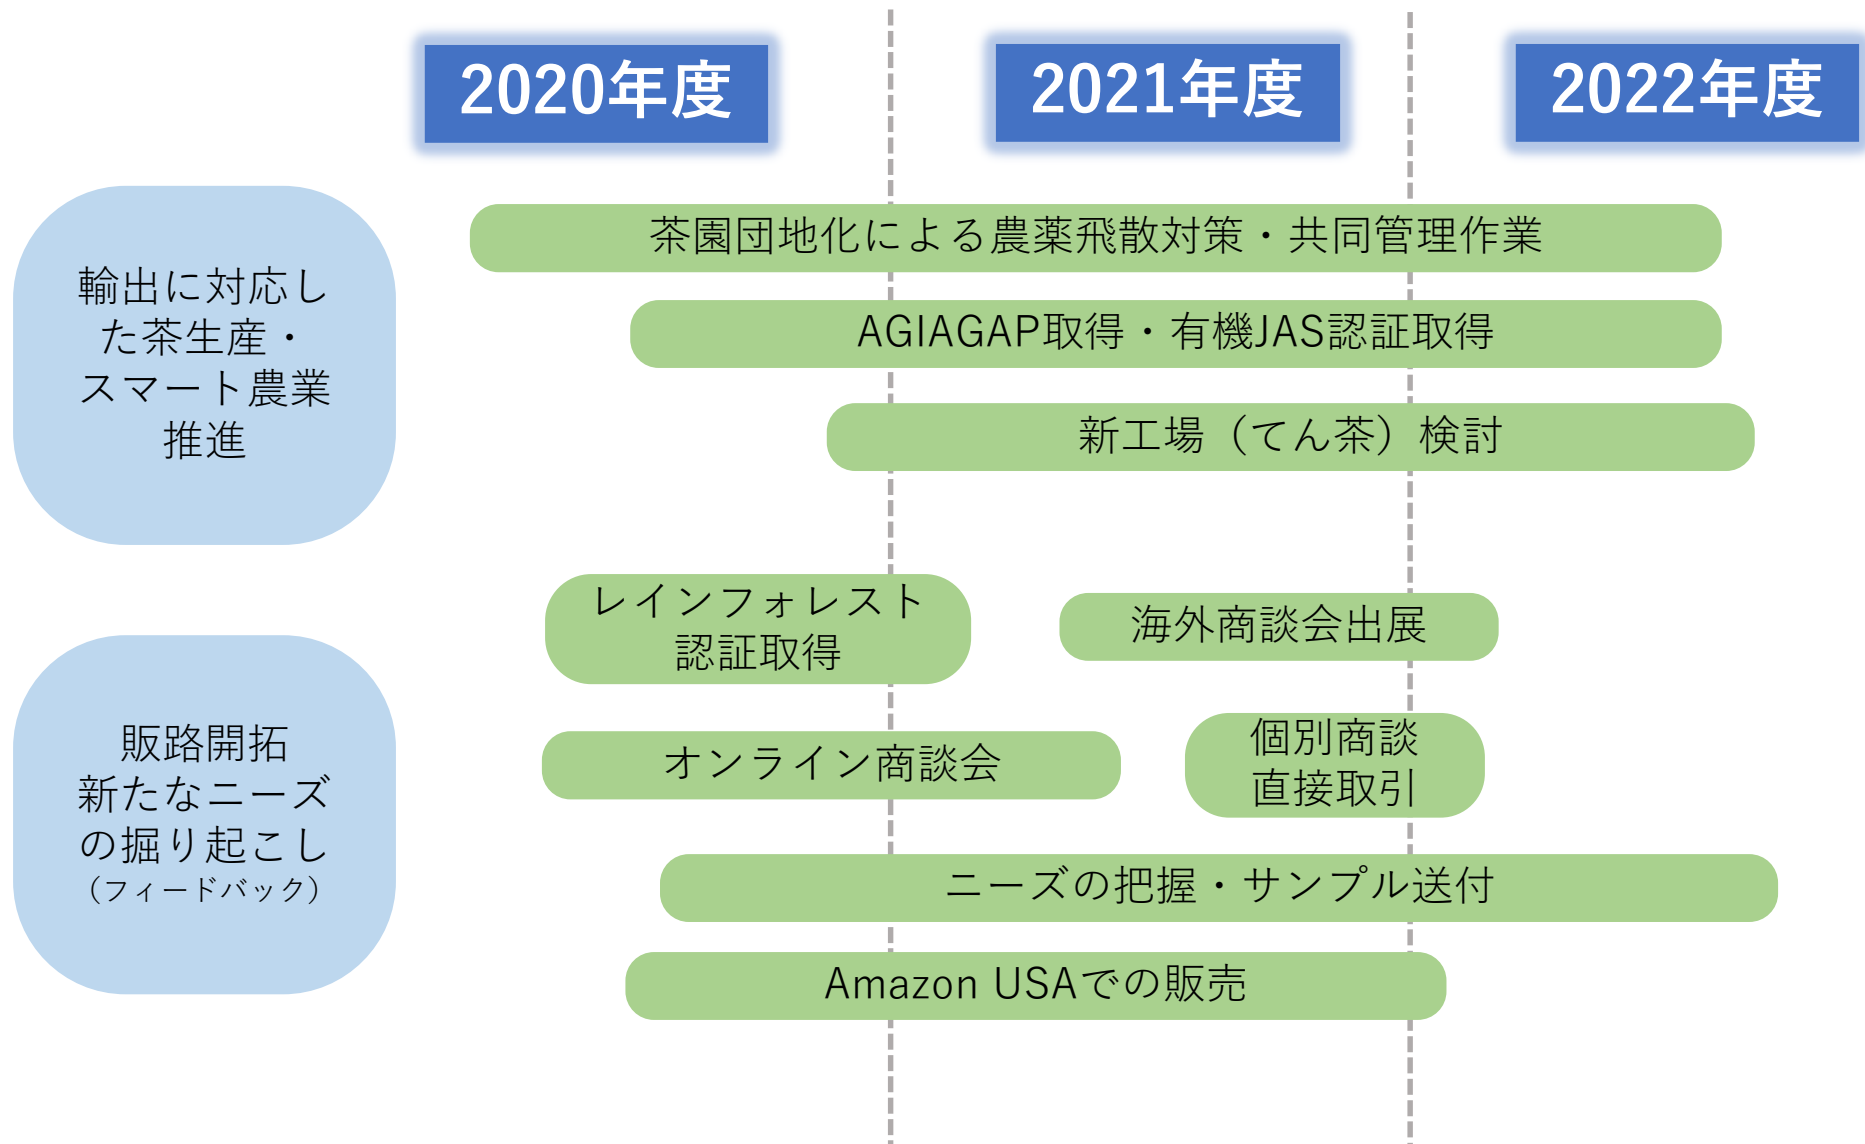 2020年度
2021年度
2022年度
輸出に対応し
た茶生産・
スマート農業
推進
茶園団地化による農薬飛散対策・共同管理作業
AGIAGAP取得・有機JAS認証取得
新工場（てん茶）検討
販路開拓
新たなニーズ
の掘り起こし
（フィードバック）
レインフォレスト
認証取得
海外商談会出展
オンライン商談会
個別商談
直接取引
ニーズの把握・サンプル送付
Amazon USAでの販売